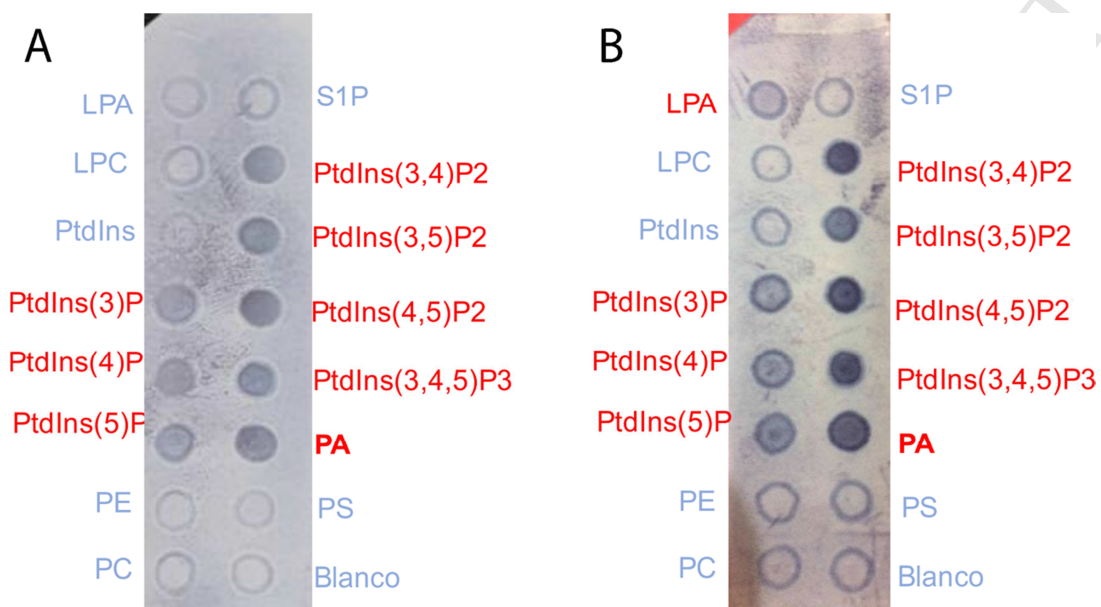 A
LPA
S1P
LPC
PtdIns(3,4)P2
PtdIns
PtdIns(3,5)P2
PtdIns(3)P
PtdIns(4,5)P2
PtdIns(4)P
PtdIns(3,4,5)P3
PtdIns(5)P
PA
PE
PS
PC
Blanco
B
LPA
S1P
LPC
PtdIns(3,4)P2
PtdIns
PtdIns(3,5)P2
PtdIns(3)P
PtdIns(4,5)P2
PtdIns(4)P
PtdIns(3,4,5)P3
PtdIns(5)P
PA
PE
PS
PC
Blanco